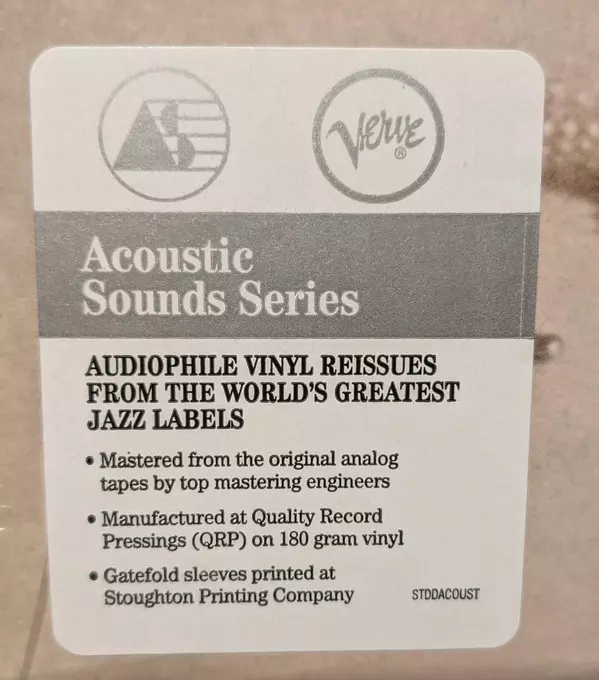 AS
Verve
®
Acoustic
Sounds Series
AUDIOPHILE VINYL REISSUES
FROM THE WORLD'S GREATEST
JAZZ LABELS
• Mastered from the original analog
tapes by top mastering engineers
• Manufactured at Quality Record
Pressings (QRP) on 180 gram vinyl
• Gatefold sleeves printed at
Stoughton Printing Company
STDDACOUST